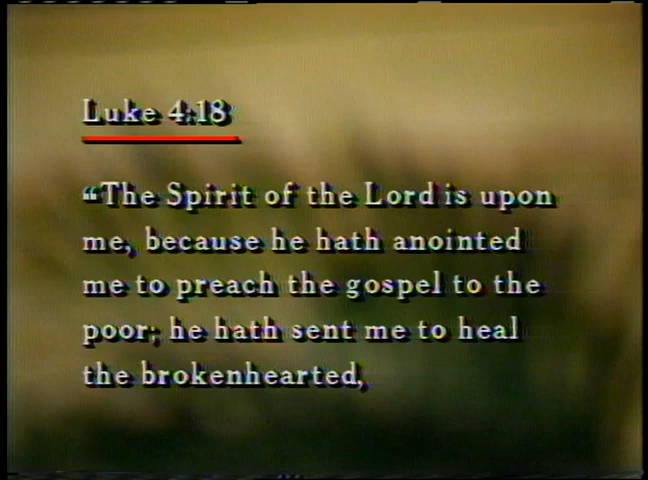 Luke 4:18
“The Spirit of the Lord is upon
me, because he hath anointed
me to preach the gospel to the
poor; he hath sent me to heal
the brokenhearted,